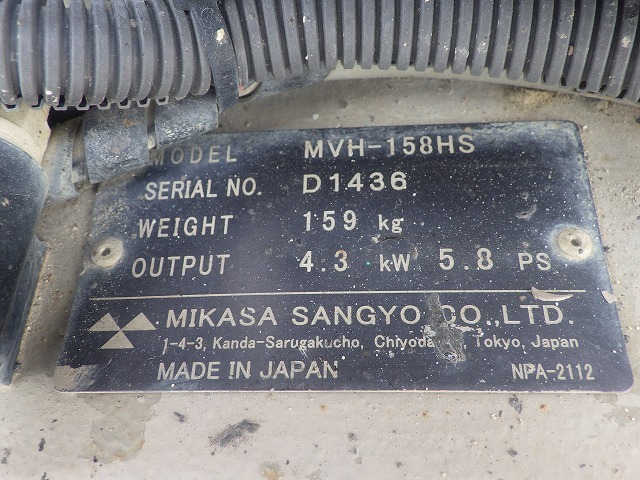 MODEL MVH-158HS
SERIAL NO. D1436
WEIGHT 159 kg
OUTPUT 4.3 kW 5.8 PS
MIKASA SANGYO CO.,LTD.
1-4-3, Kanda-Sarugakucho, Chiyoda Tokyo, Japan
MADE IN JAPAN NPA-2112